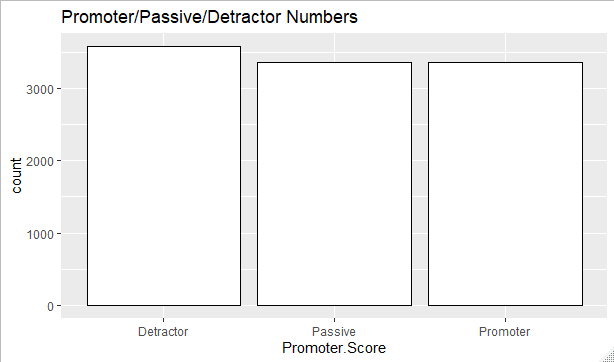 Promoter/Passive/Detractor Numbers
3000
2000
1000
0
count
Detractor Passive Promoter
Promoter.Score